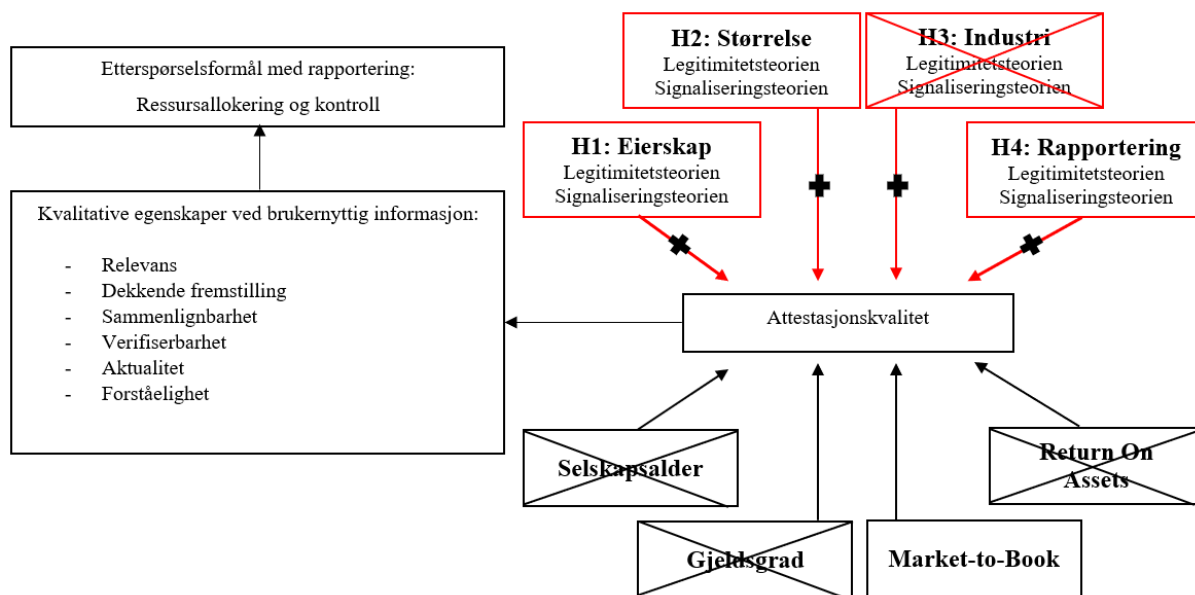 Etterspørselsformål med rapportering:
Ressursallokering og kontroll
Kvalitative egenskaper ved brukernyttig informasjon:
- Relevans
- Dekkende fremstilling
- Sammenlignbarhet
- Verifiserbarhet
- Aktualitet
- Forståelighet
H1: Eierskap
Legitimitetsteorien
Signaliseringsteorien
H2: Størrelse
Legitimitetsteorien
Signaliseringsteorien
H3: Industri
Legitimitetsteorien
Signaliseringsteorien
H4: Rapportering
Legitimitetsteorien
Signaliseringsteorien
Attestasjonskvalitet
Selskapsalder
Gjeldsgrad
Market-to-Book
Return On
Assets